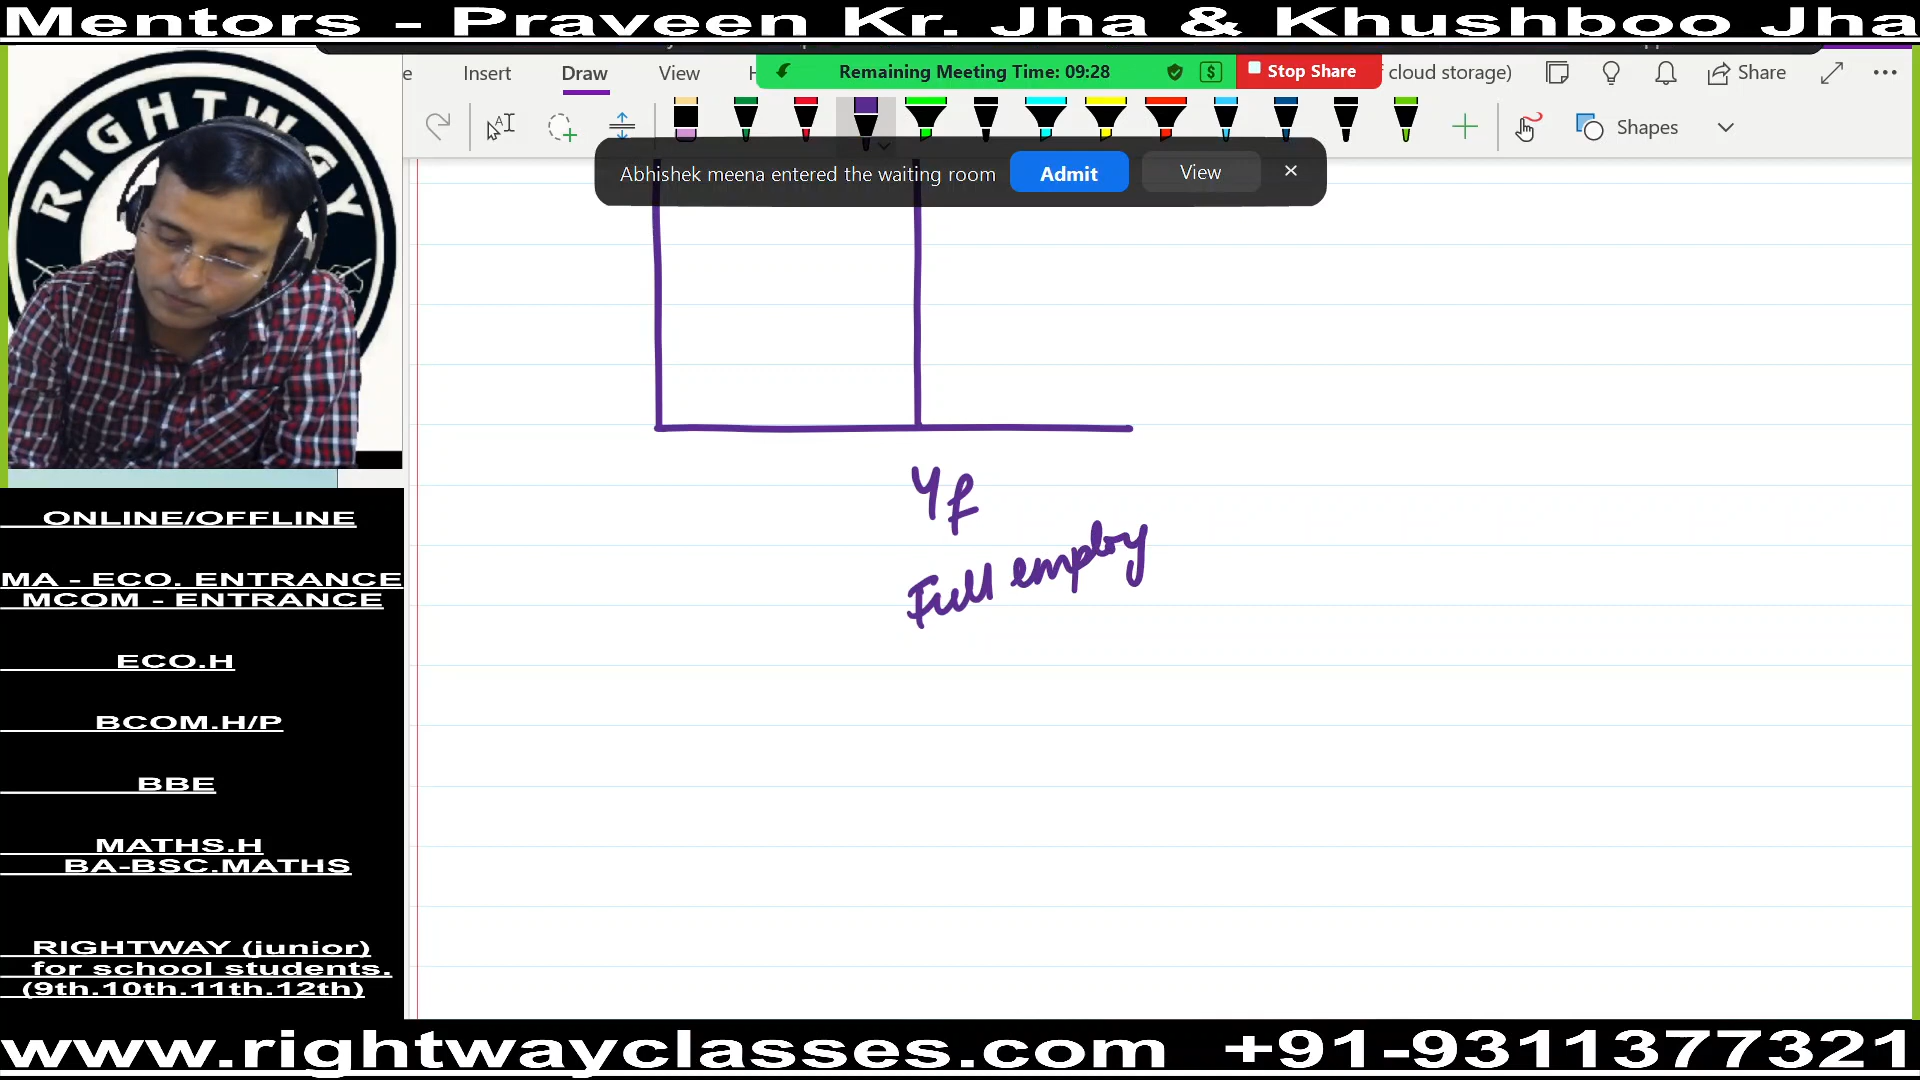 Mentors - Praveen Kr. Jha & Khushboo Jha
Insert Draw View
Remaining Meeting Time: 09:28
Stop Share
cloud storage)
Share
Shapes
Abhishek meena entered the waiting room
Admit
View
RIGHTWAY
ONLINE/OFFLINE
MA - ECO. ENTRANCE
MCOM - ENTRANCE
ECO.H
BCOM.H/P
BBE
MATHS.H
BA-BSC.MATHS
RIGHTWAY (junior)
for school students.
(9th.10th.11th.12th)
Yf
Full employ
www.rightwayclasses.com +91-9311377321